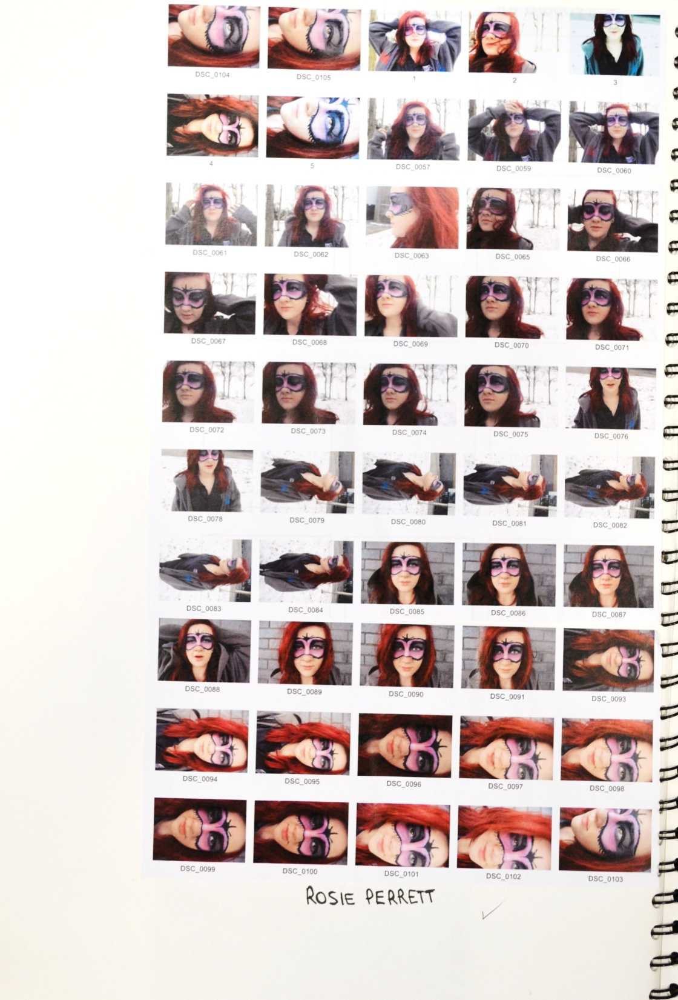 DSC_0104 DSC_0105 1 2 3
4 5 DSC_0057 DSC_0059 DSC_0060
DSC_0061 DSC_0062 DSC_0063 DSC_0065 DSC_0066
DSC_0067 DSC_0068 DSC_0069 DSC_0070 DSC_0071
DSC_0072 DSC_0073 DSC_0074 DSC_0075 DSC_0076
DSC_0078 DSC_0079 DSC_0080 DSC_0081 DSC_0082
DSC_0083 DSC_0084 DSC_0085 DSC_0086 DSC_0087
DSC_0088 DSC_0089 DSC_0090 DSC_0091 DSC_0093
DSC_0094 DSC_0095 DSC_0096 DSC_0097 DSC_0098
DSC_0099 DSC_0100 DSC_0101 DSC_0102 DSC_0103
ROSIE PERRETT